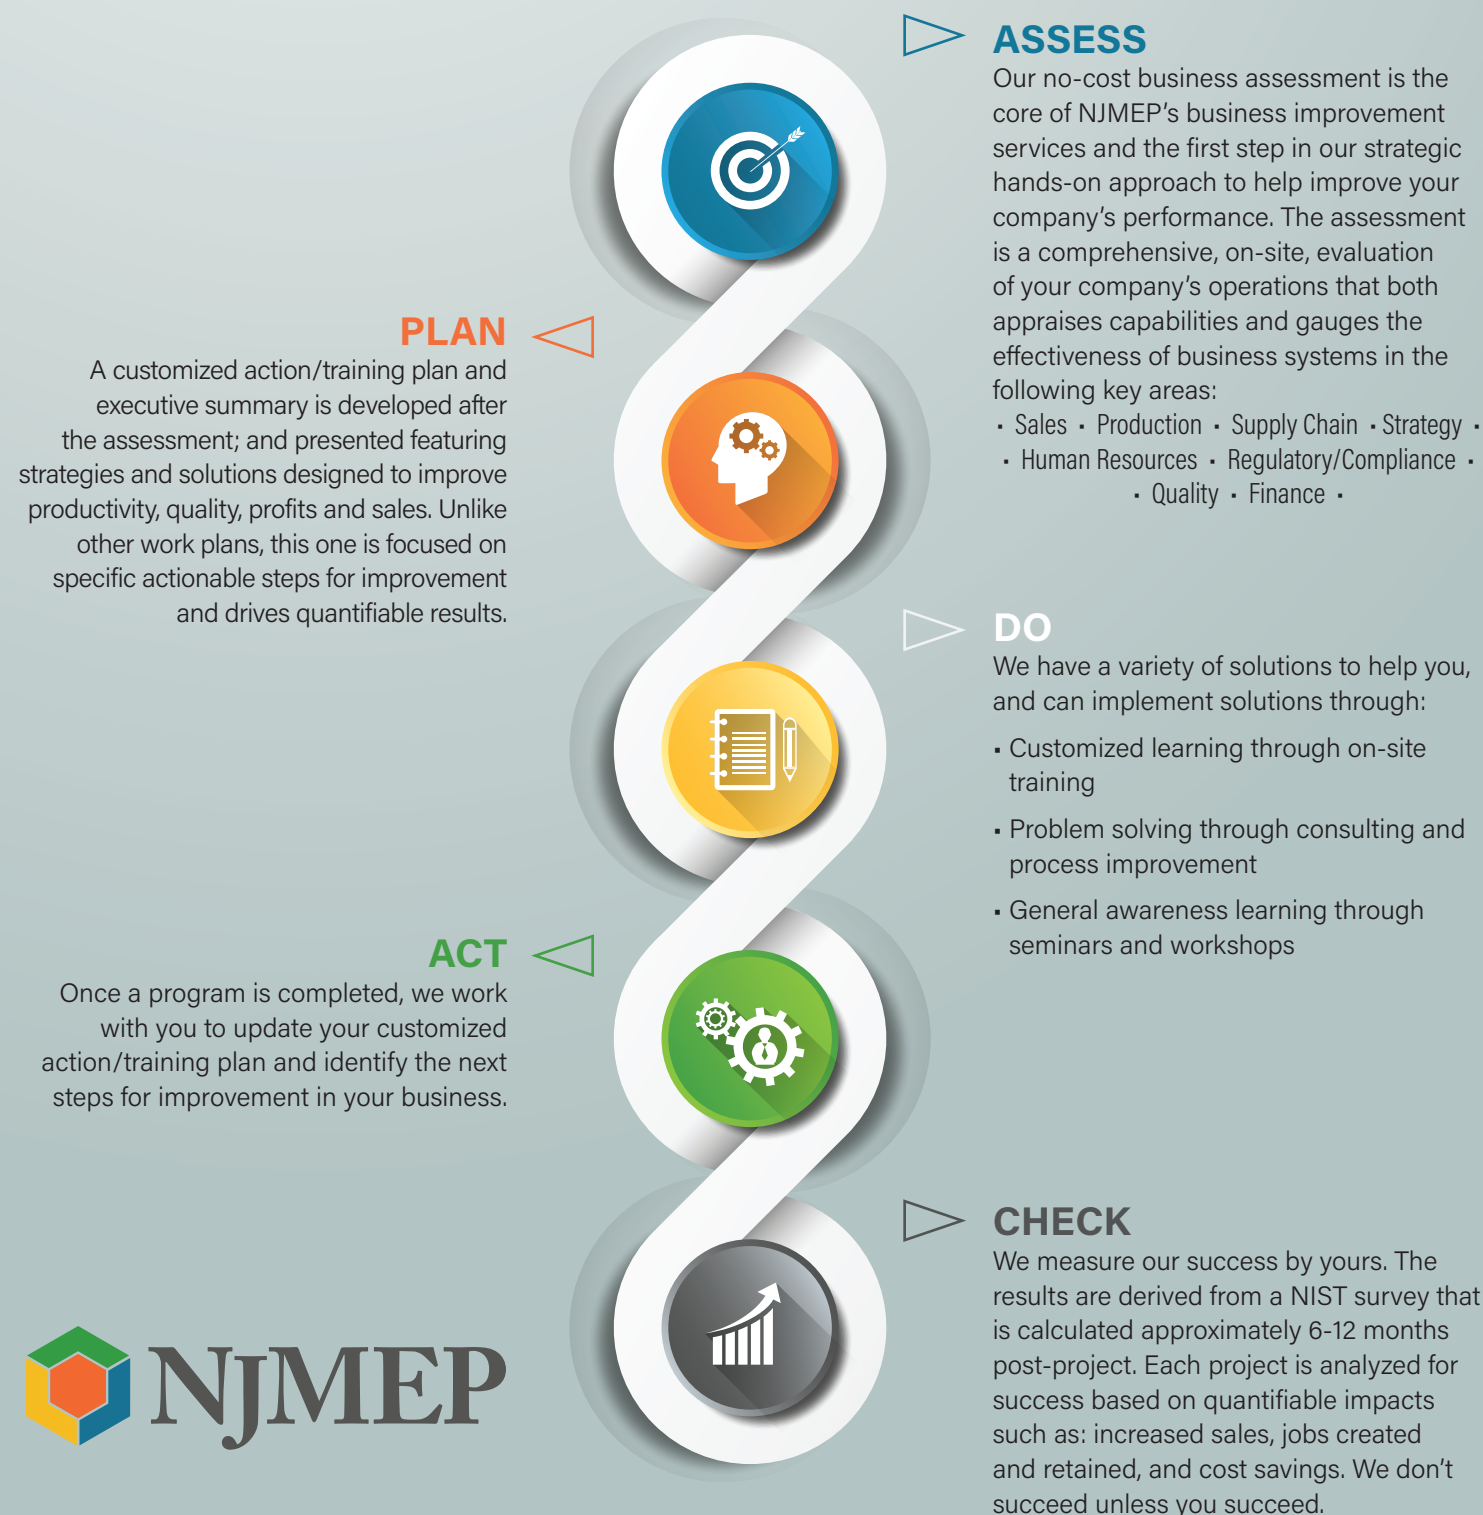 ASSESS
Our no-cost business assessment is the
core of NJMEP's business improvement
services and the first step in our strategic
hands-on approach to help improve your
company's performance. The assessment
is a comprehensive, on-site, evaluation
of your company's operations that both
appraises capabilities and gauges the
effectiveness of business systems in the
following key areas:
▪ Sales ▪ Production ▪ Supply Chain ▪ Strategy ▪
▪ Human Resources ▪ Regulatory/Compliance ▪
▪ Quality ▪ Finance ▪
PLAN
A customized action/training plan and
executive summary is developed after
the assessment; and presented featuring
strategies and solutions designed to improve
productivity, quality, profits and sales. Unlike
other work plans, this one is focused on
specific actionable steps for improvement
and drives quantifiable results.
DO
We have a variety of solutions to help you,
and can implement solutions through:
▪ Customized learning through on-site
training
▪ Problem solving through consulting and
process improvement
▪ General awareness learning through
seminars and workshops
ACT
Once a program is completed, we work
with you to update your customized
action/training plan and identify the next
steps for improvement in your business.
CHECK
We measure our success by yours. The
results are derived from a NIST survey that
is calculated approximately 6-12 months
post-project. Each project is analyzed for
success based on quantifiable impacts
such as: increased sales, jobs created
and retained, and cost savings. We don't
succeed unless you succeed.
NJMEP